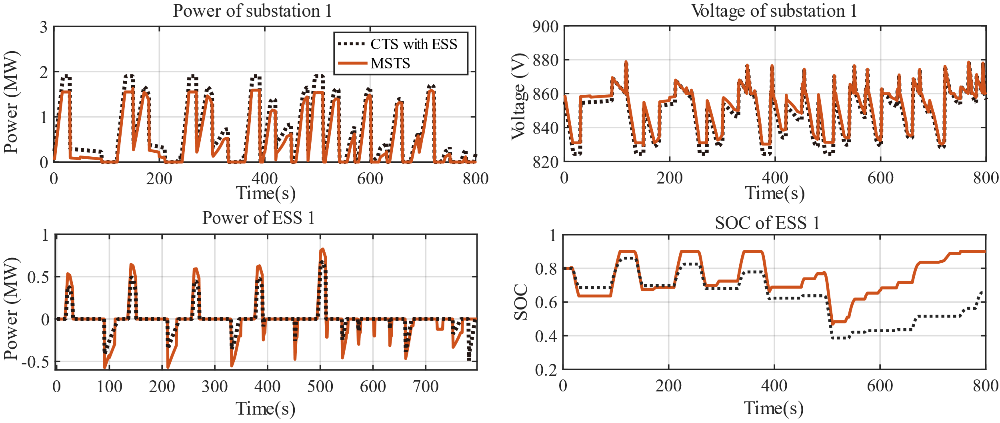 Power of substation 1
Power (MW)
3
2
1
0
CTS with ESS
MSTS
0 200 400 600 800
Time(s)
Voltage of substation 1
Voltage (V)
900
880
860
840
820
0 200 400 600 800
Time(s)
Power of ESS 1
Power (MW)
1
0.5
0
-0.5
0 100 200 300 400 500 600 700
Time(s)
SOC of ESS 1
SOC
1
0.8
0.6
0.4
0.2
0 200 400 600 800
Time(s)